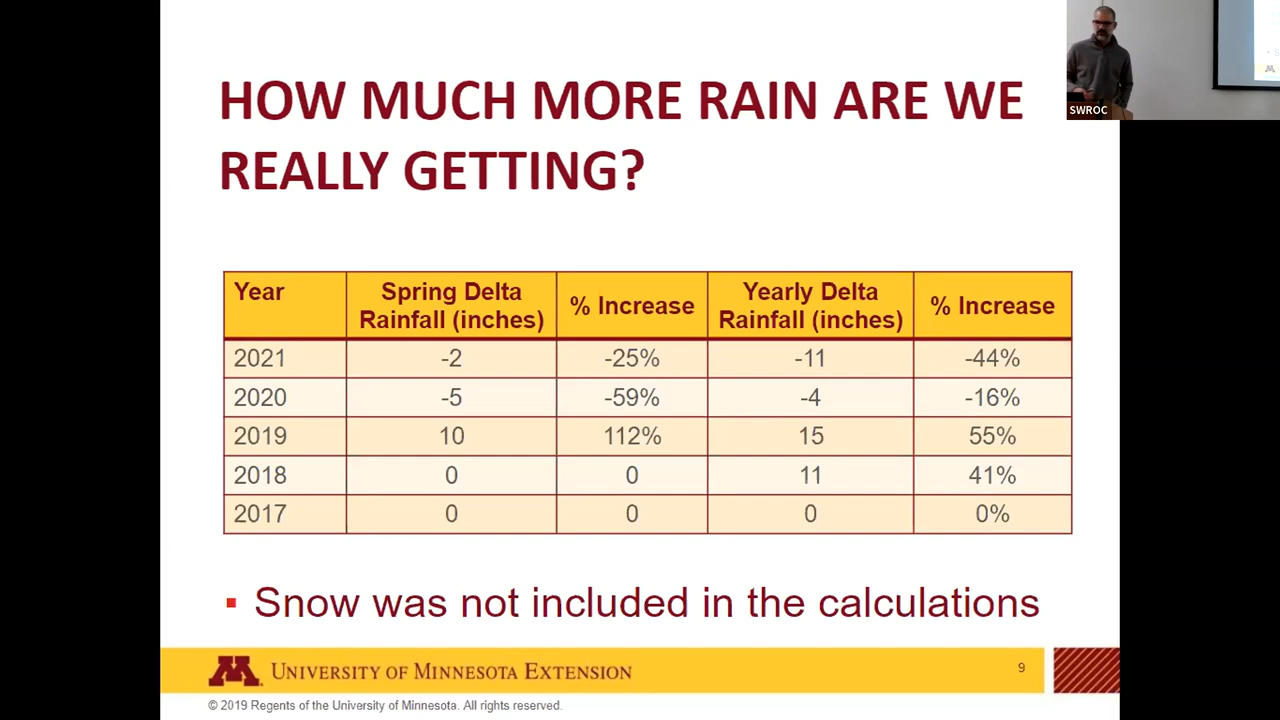 SWROC
HOW MUCH MORE RAIN ARE WE
REALLY GETTING?
Year | Spring Delta Rainfall (inches) | % Increase | Yearly Delta Rainfall (inches) | % Increase
2021 | -2 | -25% | -11 | -44%
2020 | -5 | -59% | -4 | -16%
2019 | 10 | 112% | 15 | 55%
2018 | 0 | 0 | 11 | 41%
2017 | 0 | 0 | 0 | 0%
▪ Snow was not included in the calculations
M UNIVERSITY OF MINNESOTA EXTENSION
9
© 2019 Regents of the University of Minnesota. All rights reserved.